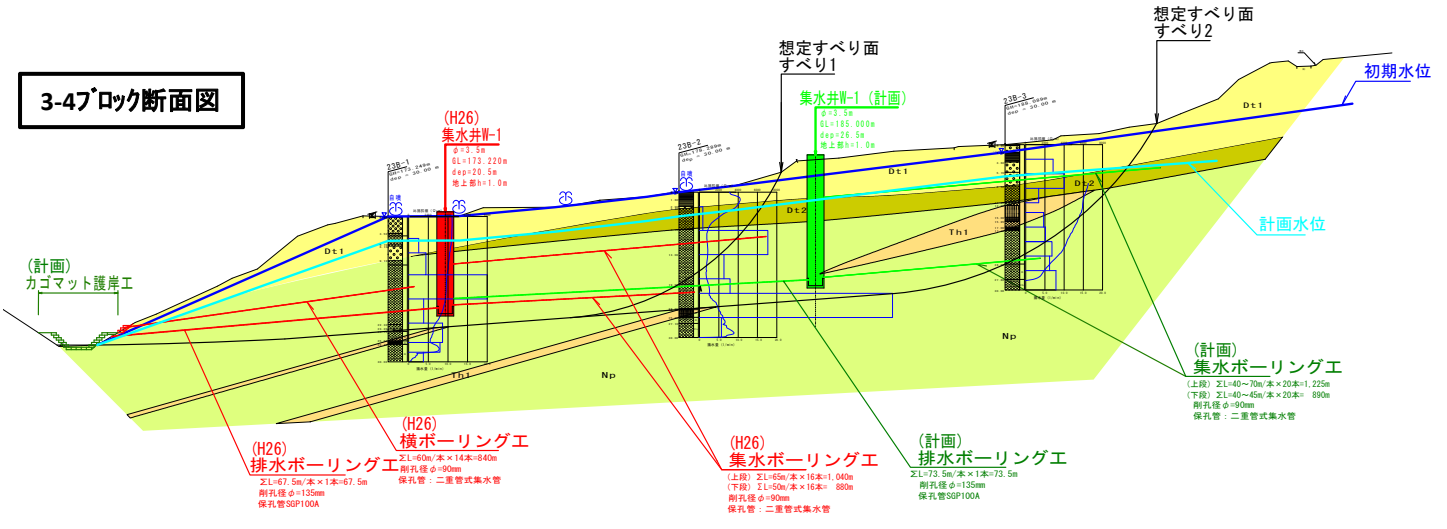 3-4ブロック断面図
想定すべり面
すべり1
想定すべり面
すべり2
初期水位
(H26)
集水井W-1
φ=3.5m
GL=173.220m
dep=20.5m
地上部h=1.0m
集水井W-1 (計画)
φ=3.5m
GL=185.000m
dep=26.5m
地上部h=1.0m
23B-1
dep = 30.00 m
自噴
23B-2
dep = 30.00 m
自噴
23B-3
dep = 30.00 m
Dt1
Dt1
Dt1
Dt2
Dt2
Th1
Th1
Np
Np
計画水位
(計画)
カゴマット護岸工
(H26)
排水ボーリング工
ΣL=67.5m/本×1本=67.5m
削孔径φ=135mm
保孔管SGP100A
(H26)
横ボーリング工
ΣL=60m/本×14本=840m
削孔径φ=90mm
保孔管：二重管式集水管
(H26)
集水ボーリング工
(上段) ΣL=65m/本×16本=1,040m
(下段) ΣL=50m/本×16本= 880m
削孔径φ=90mm
保孔管：二重管式集水管
(計画)
排水ボーリング工
ΣL=73.5m/本×1本=73.5m
削孔径φ=135mm
保孔管SGP100A
(計画)
集水ボーリング工
(上段) ΣL=40～70m/本×20本=1,225m
(下段) ΣL=40～45m/本×20本= 890m
削孔径φ=90mm
保孔管：二重管式集水管